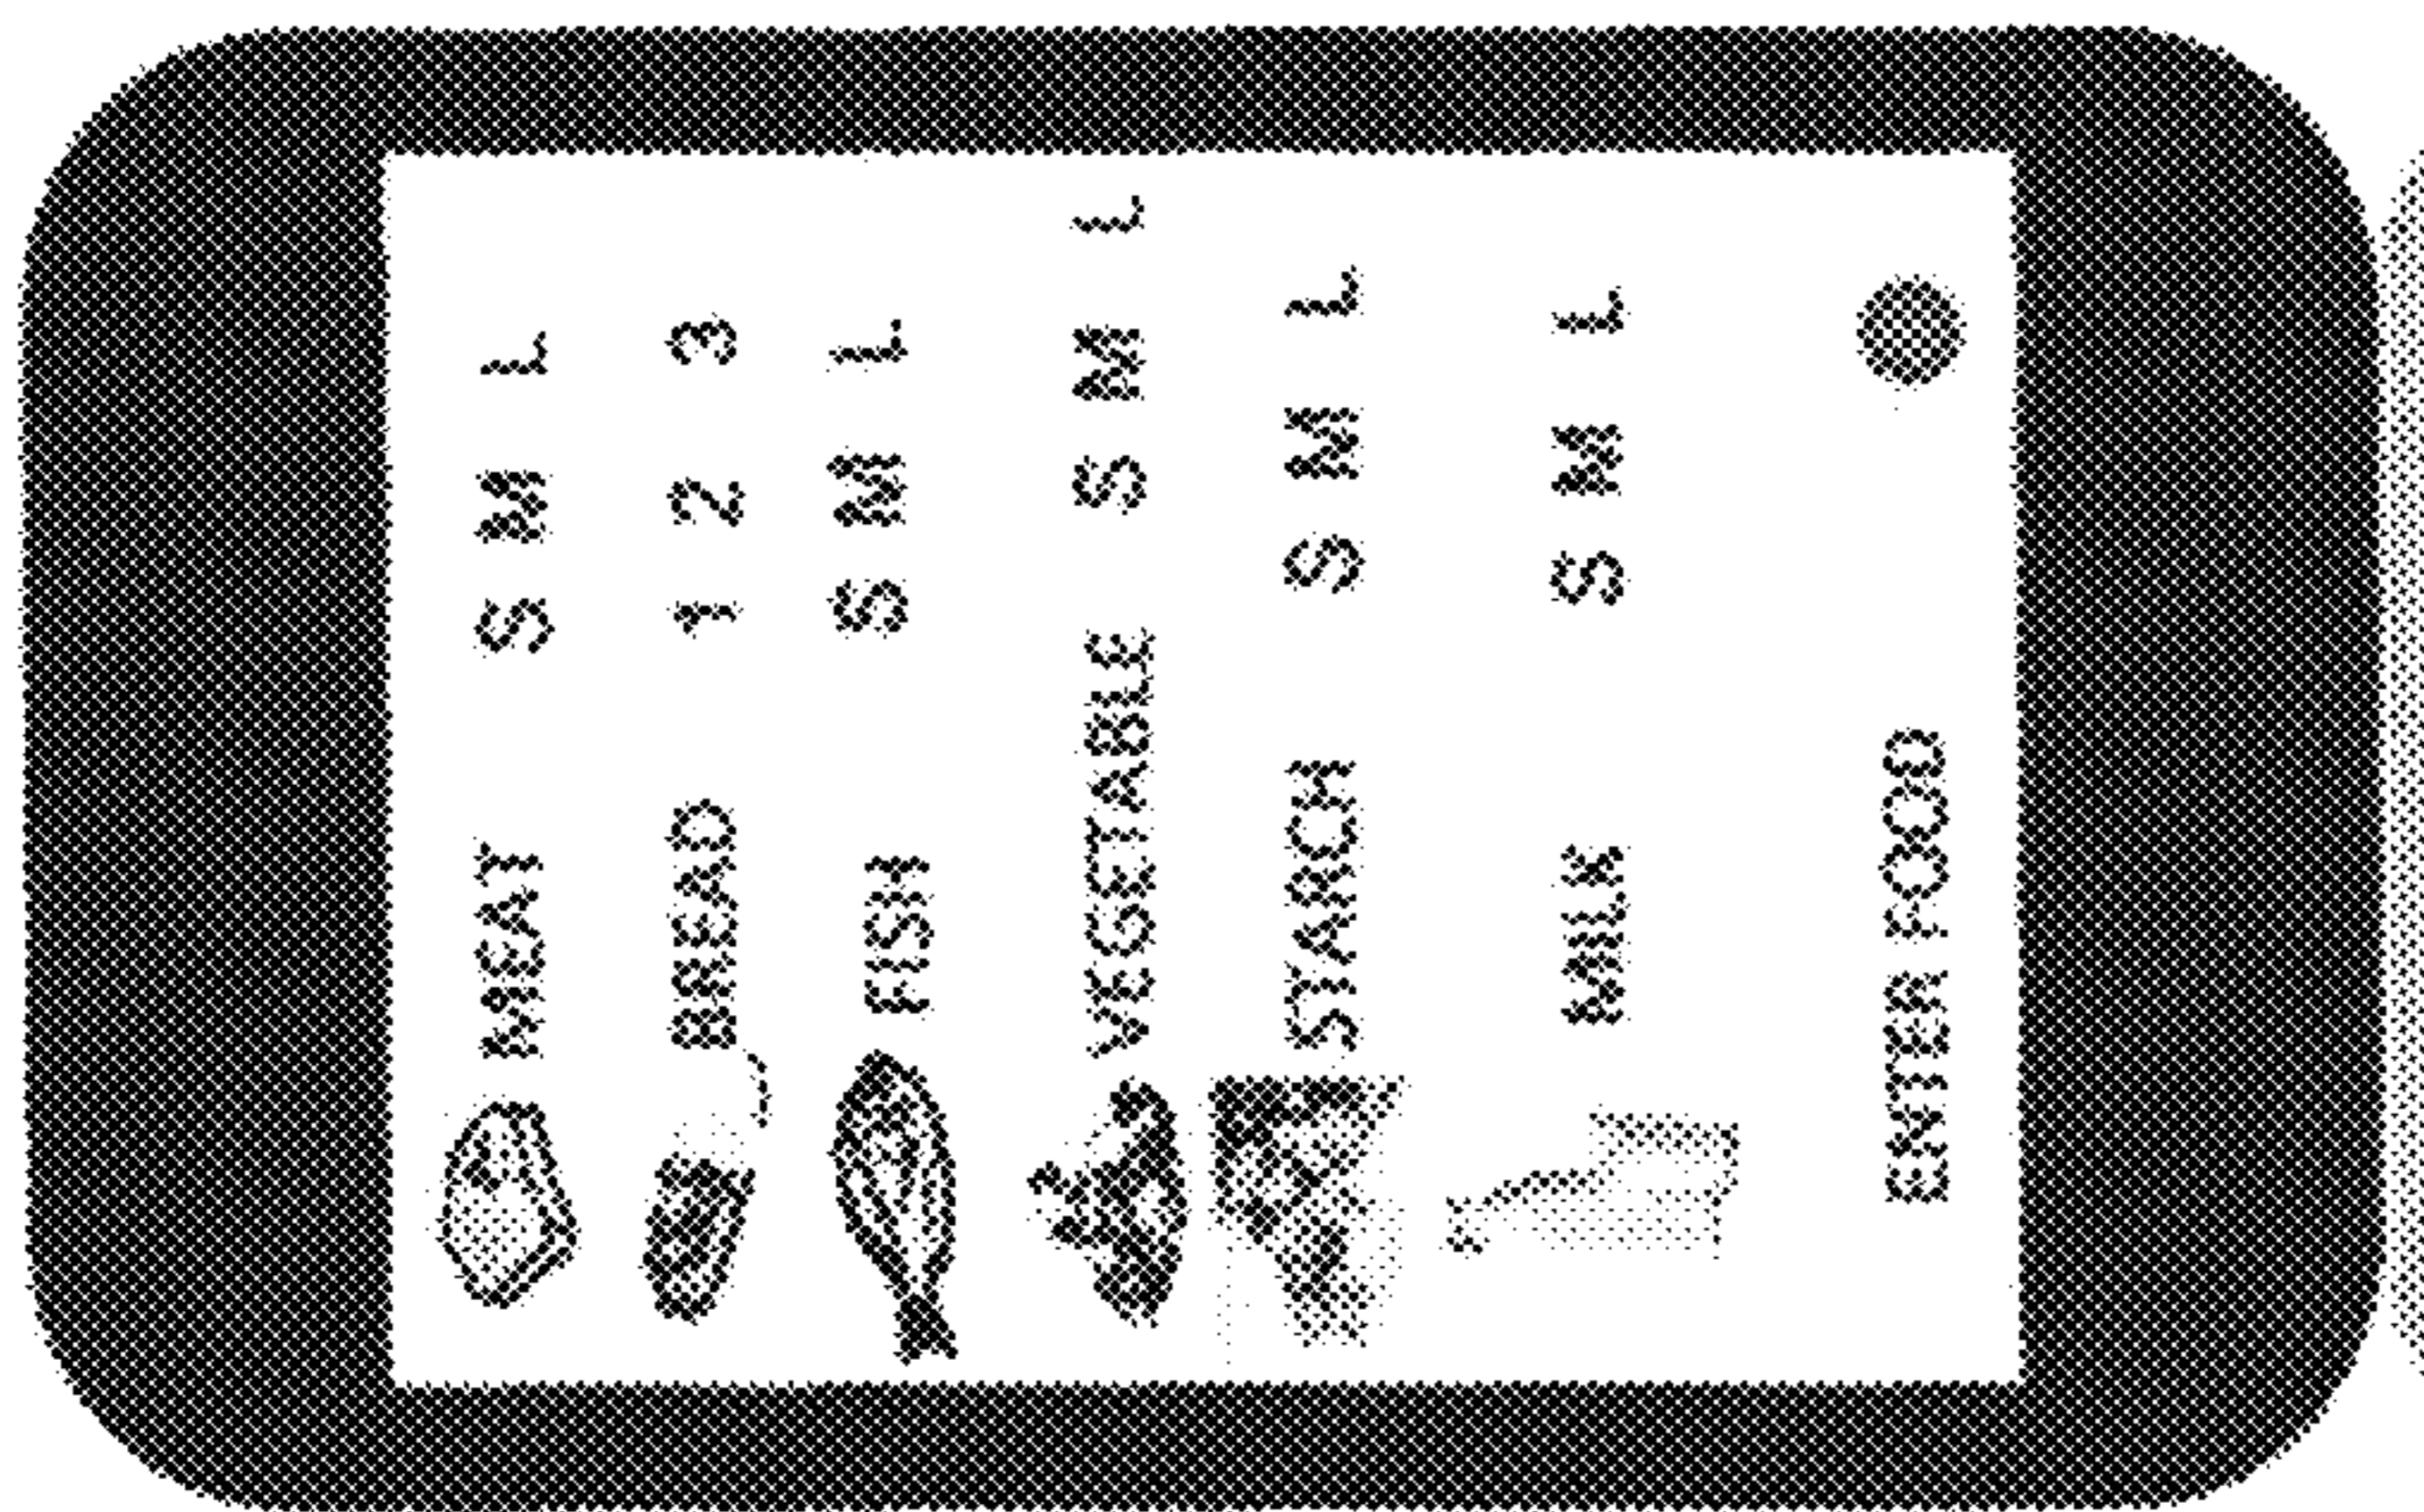 MEAT S M L
BREAD 1 2 3
FISH S M L
VEGETABLE S M L
STARCH S M L
MILK S M L
ENTER FOOD